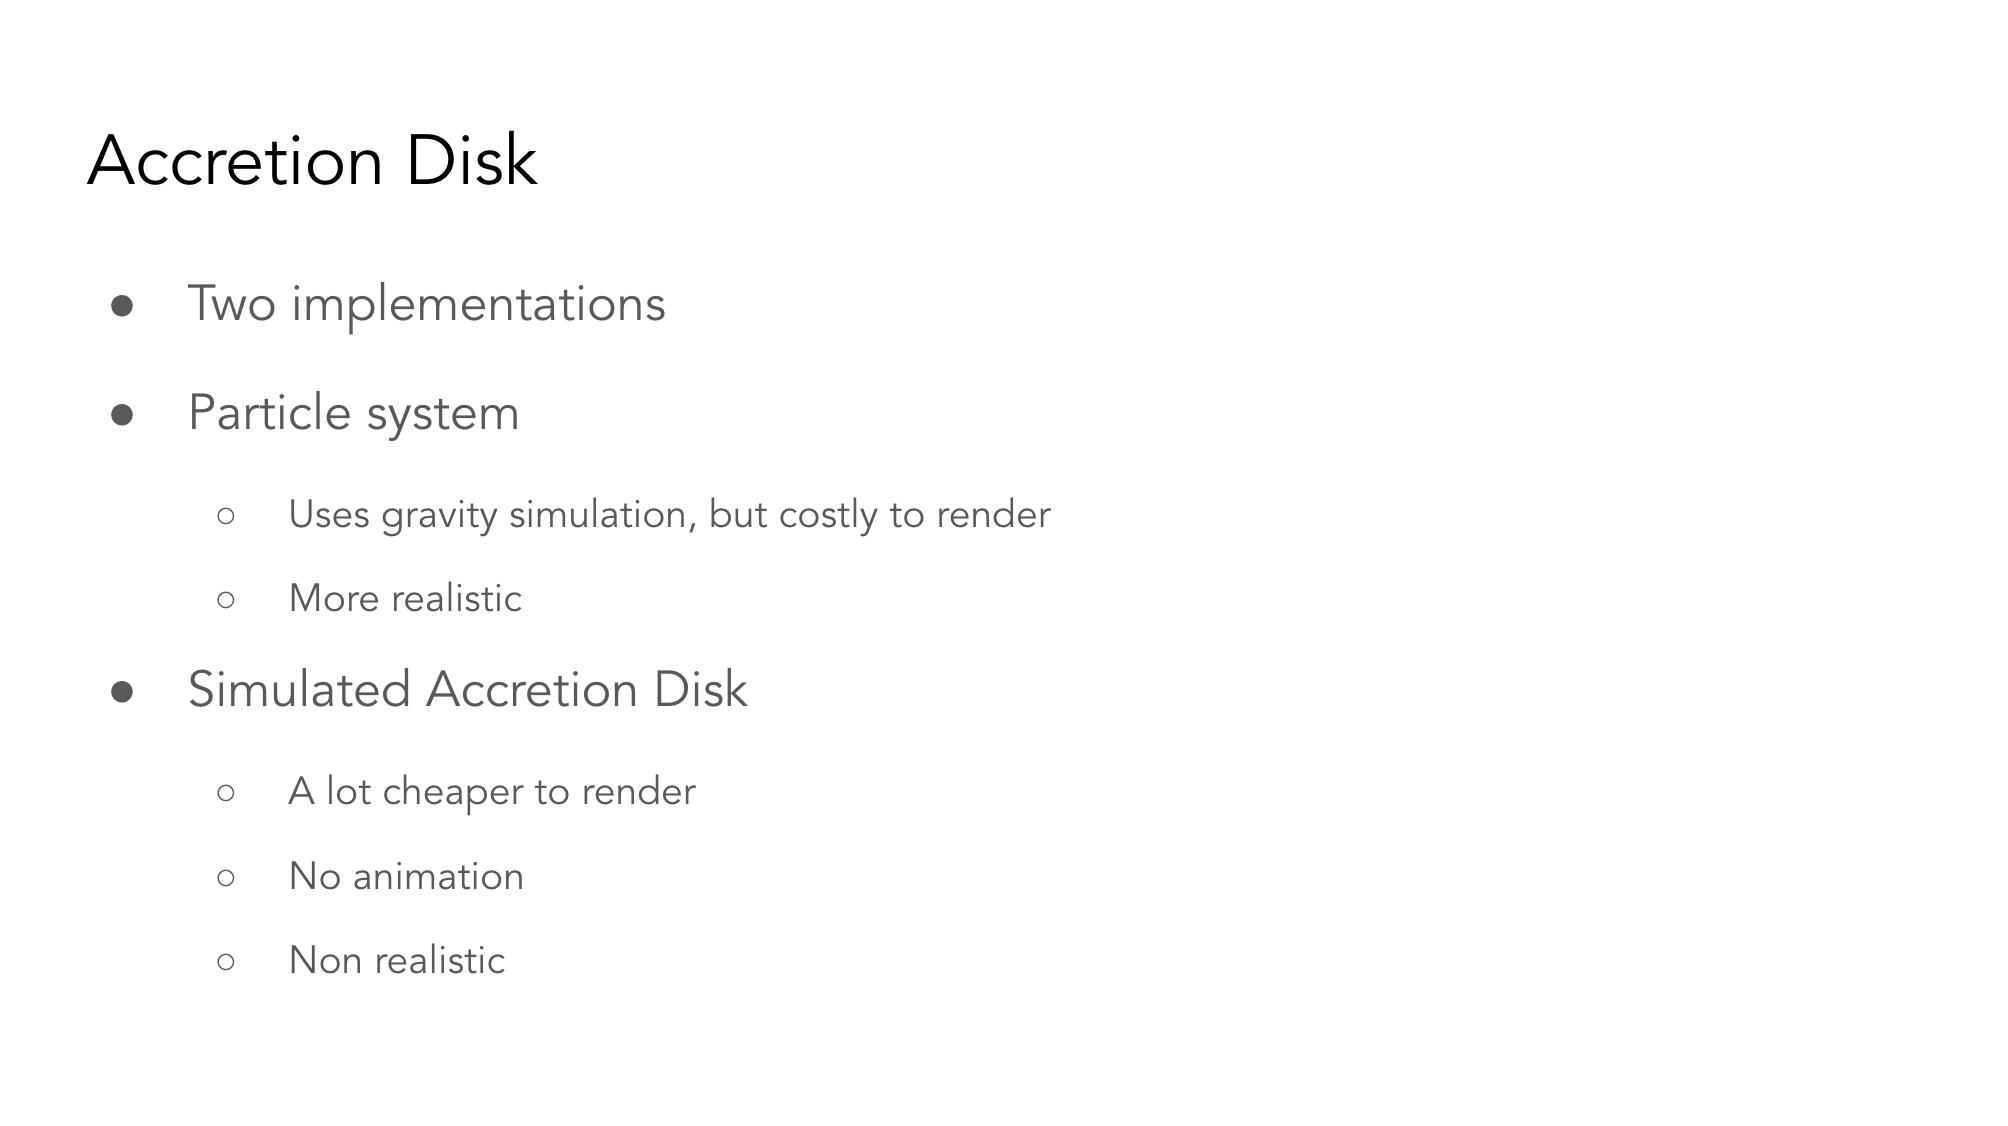 Accretion Disk
● Two implementations
● Particle system
○ Uses gravity simulation, but costly to render
○ More realistic
● Simulated Accretion Disk
○ A lot cheaper to render
○ No animation
○ Non realistic